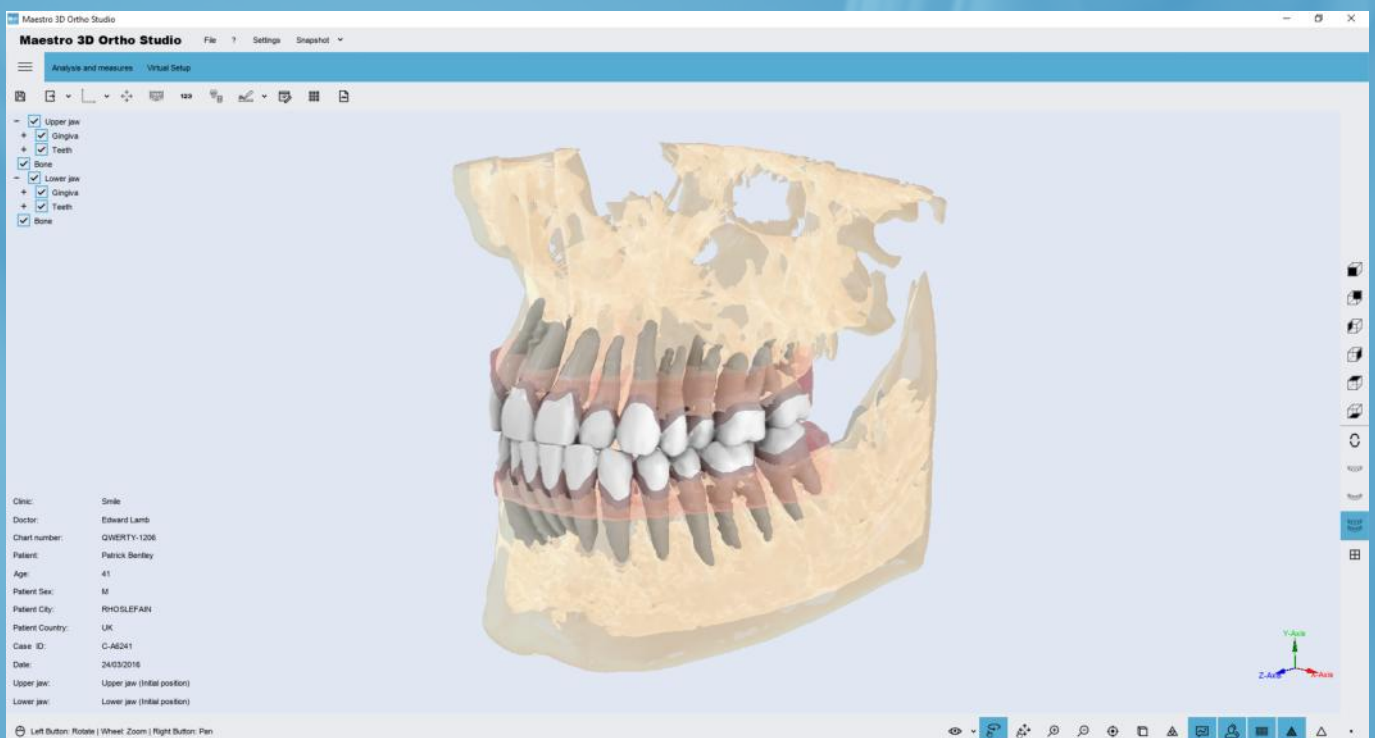 Maestro 3D Ortho Studio
Maestro 3D Ortho Studio File ? Settings Snapshot
Analysis and measures Virtual Setup
123
Upper jaw
Gingiva
Teeth
Bone
Lower jaw
Gingiva
Teeth
Bone
Clinic: Smile
Doctor: Edward Lamb
Chart number: QWERTY-1206
Patient: Patrick Bentley
Age: 41
Patient Sex: M
Patient City: RHOSLEFAIN
Patient Country: UK
Case ID: C-A6241
Date: 24/03/2016
Upper jaw: Upper jaw (Initial position)
Lower jaw: Lower jaw (Initial position)
Y-Axis
Z-Axis X-Axis
Left Button: Rotate | Wheel: Zoom | Right Button: Pan